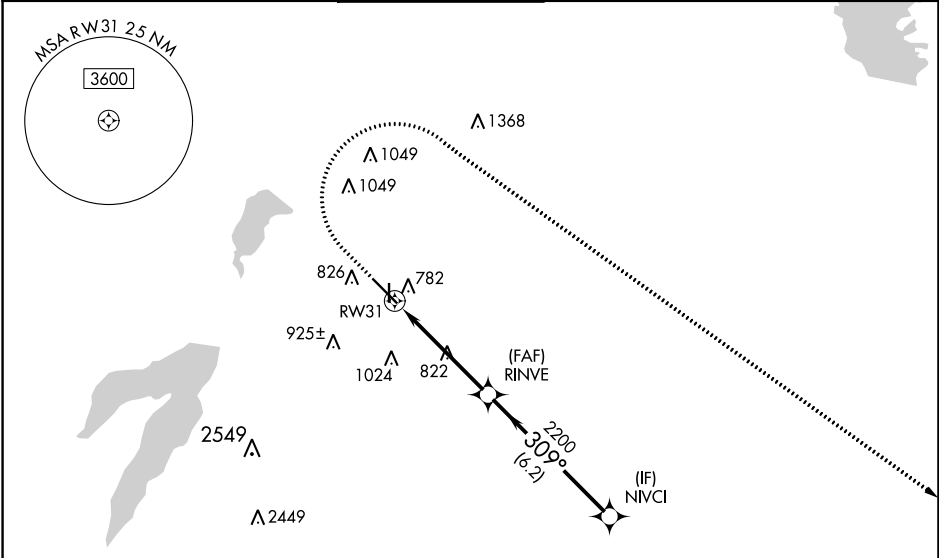 MSA RW31 25 NM
3600
1368
1049
1049
826
782
RW31
925±
1024
822
(FAF)
RINVE
2200
309°
(6.2)
2549
(IF)
NIVCI
2449